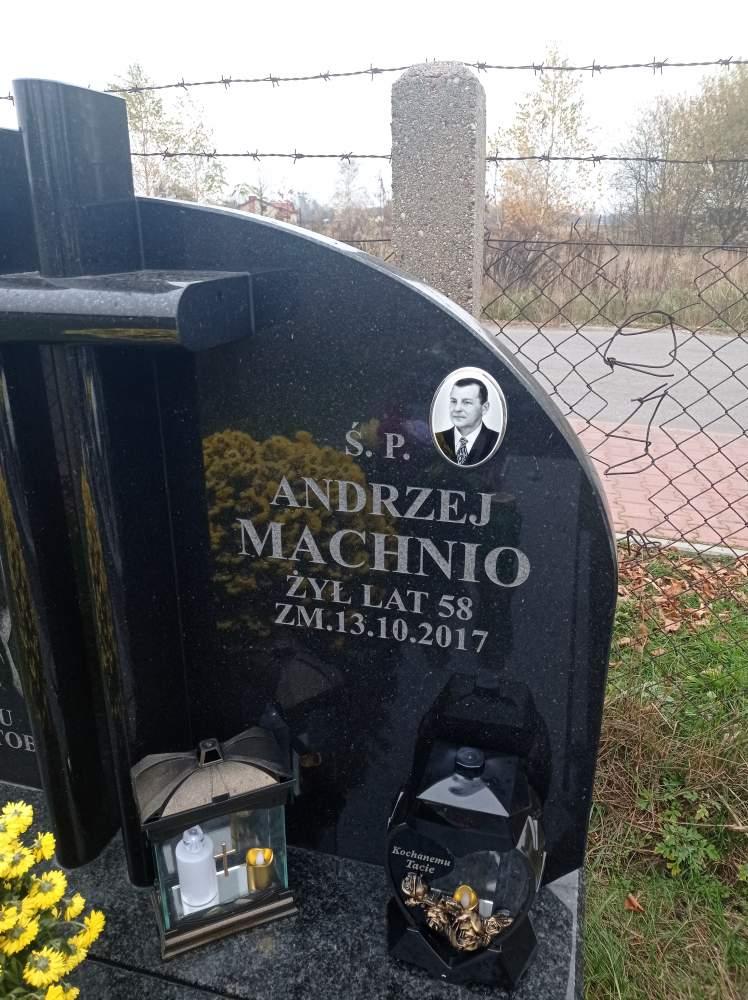 Ś. P.
ANDRZEJ
MACHNIO
ŻYŁ LAT 58
ZM.13.10.2017
Kochanemu
Tacie